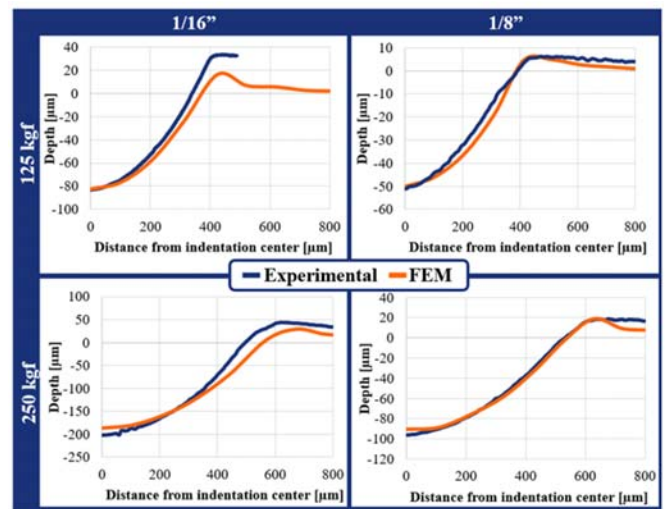 1/16” 1/8”
125 kgf
Depth [µm]
40
20
0
-20
-40
-60
-80
-100
0 200 400 600 800
Distance from indentation center [µm]
Depth [µm]
10
0
-10
-20
-30
-40
-50
-60
0 200 400 600 800
Distance from indentation center [µm]
Experimental FEM
250 kgf
Depth [µm]
100
50
0
-50
-100
-150
-200
-250
0 200 400 600 800
Distance from indentation center [µm]
Depth [µm]
40
20
0
-20
-40
-60
-80
-100
-120
0 200 400 600 800
Distance from indentation center [µm]